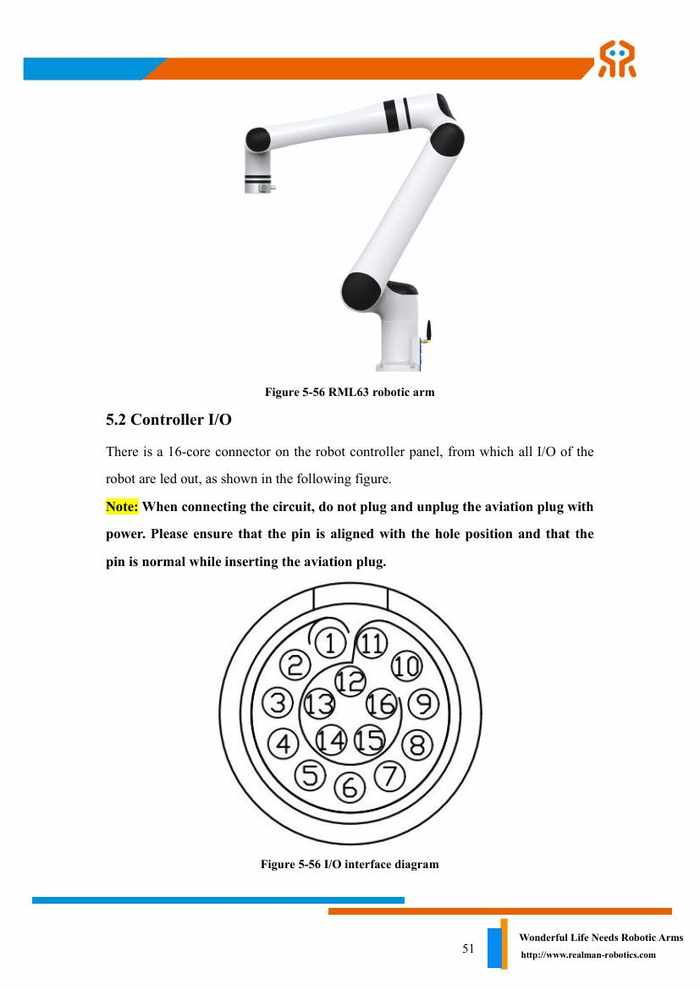 Figure 5-56 RML63 robotic arm
5.2 Controller I/O
There is a 16-core connector on the robot controller panel, from which all I/O of the
robot are led out, as shown in the following figure.
Note: When connecting the circuit, do not plug and unplug the aviation plug with
power. Please ensure that the pin is aligned with the hole position and that the
pin is normal while inserting the aviation plug.
1 11
2 10
12
3 13 16 9
4 14 15 8
5 7
6
Figure 5-56 I/O interface diagram
51
Wonderful Life Needs Robotic Arms
http://www.realman-robotics.com